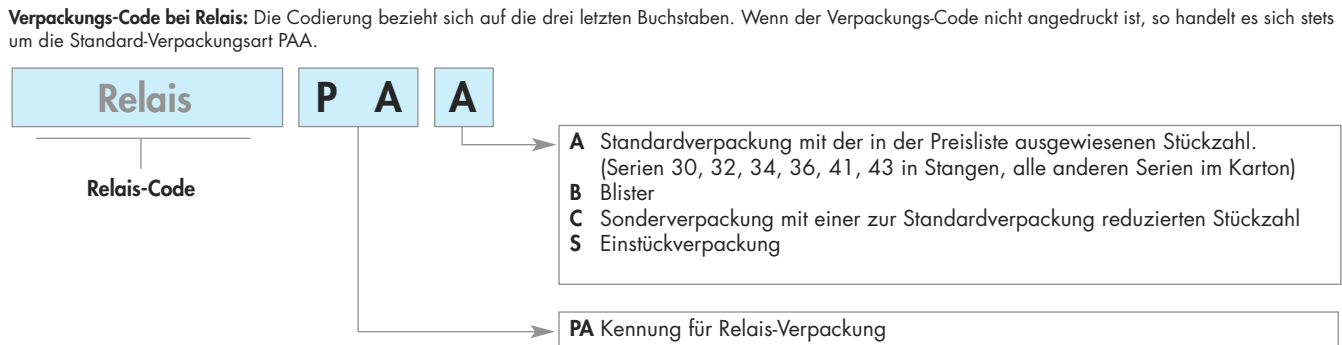 Verpackungs-Code bei Relais: Die Codierung bezieht sich auf die drei letzten Buchstaben. Wenn der Verpackungs-Code nicht angedruckt ist, so handelt es sich stets
um die Standard-Verpackungsart PAA.
Relais P A A
A Standardverpackung mit der in der Preisliste ausgewiesenen Stückzahl.
(Serien 30, 32, 34, 36, 41, 43 in Stangen, alle anderen Serien im Karton)
Relais-Code
B Blister
C Sonderverpackung mit einer zur Standardverpackung reduzierten Stückzahl
S Einstückverpackung
PA Kennung für Relais-Verpackung